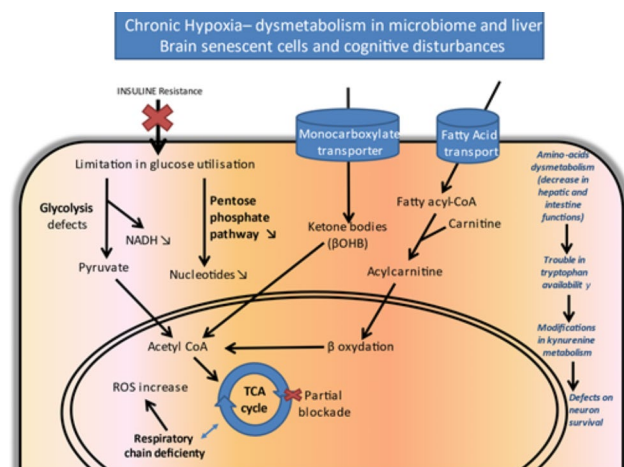 Chronic Hypoxia– dysmetabolism in microbiome and liver
Brain senescent cells and cognitive disturbances
INSULINE Resistance
Monocarboxylate
transporter
Fatty Acid
transport
Limitation in glucose utilisation
Glycolysis
defects
NADH ↘
Pyruvate
Pentose
phosphate
pathway ↘
Nucleotides ↘
Ketone bodies
(βOHB)
Fatty acyl-CoA
Carnitine
Acylcarnitine
Amino-acids
dysmetabolism
(decrease in
hepatic and
intestine
functions)
Trouble in
tryptophan
availabilit y
Modifications
in kynurenine
metabolism
Defects on
neuron
survival
Acetyl CoA
β oxydation
TCA
cycle
Partial
blockade
ROS increase
Respiratory
chain deficienty